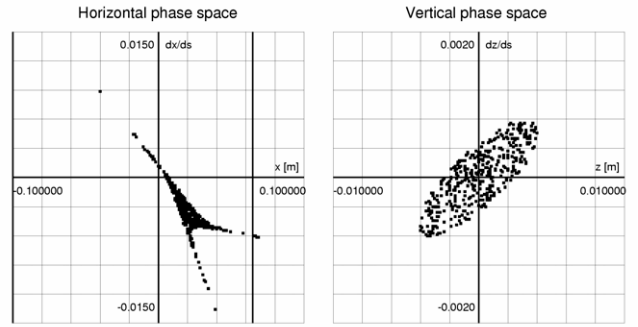 Horizontal phase space
Vertical phase space
0.0150 dx/ds
0.0020 dz/ds
x [m]
z [m]
-0.100000
0.100000
-0.010000
0.010000
-0.0150
-0.0020